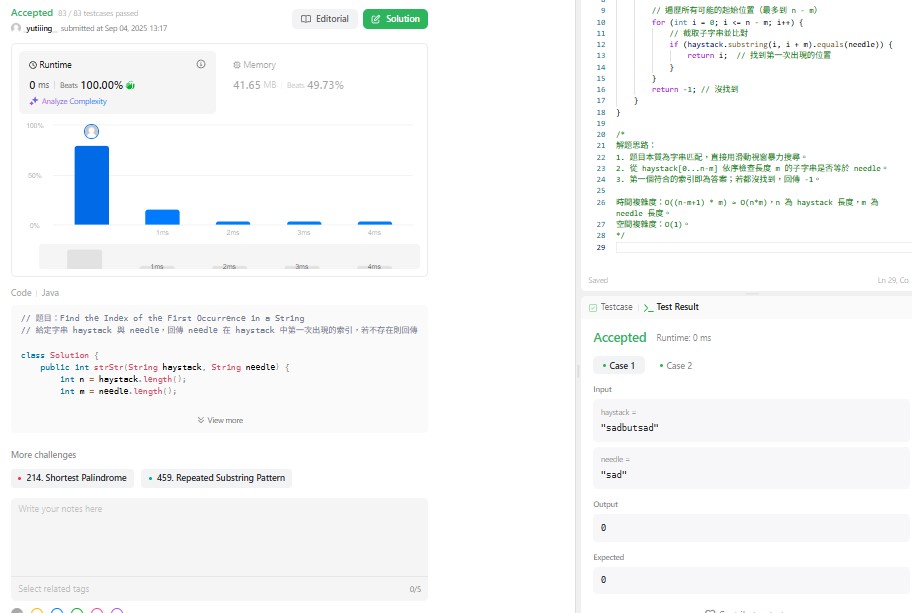 Accepted 83 / 83 testcases passed
yutiiing_ submitted at Sep 04, 2025 13:17
Editorial
Solution
Runtime
0 ms | Beats 100.00%
Analyze Complexity
Memory
41.65 MB Beats 49.73%
100%
50%
0%
1ms
2ms
3ms
4ms
1ms
2ms
3ms
4ms
Code | Java
// 題目：Find the Index of the First Occurrence in a String
// 給定字串 haystack 與 needle，回傳 needle 在 haystack 中第一次出現的索引，若不存在則回傳
class Solution {
public int strStr(String haystack, String needle) {
int n = haystack.length();
int m = needle.length();
View more
More challenges
214. Shortest Palindrome
459. Repeated Substring Pattern
Write your notes here
Select related tags
0/5
9 // 遍歷所有可能的起始位置（最多到 n - m）
10 for (int i = 0; i <= n - m; i++) {
11 // 截取子字串並比對
12 if (haystack.substring(i, i + m).equals(needle)) {
13 return i; // 找到第一次出現的位置
14 }
15 }
16 return -1; // 沒找到
17 }
18 }
19
20 /*
21 解題思路：
22 1. 題目本質為字串匹配，直接用滑動視窗暴力搜尋。
23 2. 從 haystack[0...n-m] 依序檢查長度 m 的子字串是否等於 needle。
24 3. 第一個符合的索引即為答案；若都沒找到，回傳 -1。
25
26 時間複雜度：O((n-m+1) * m) = O(n*m)，n 為 haystack 長度，m 為
needle 長度。
27 空間複雜度：O(1)。
28 */
29
Saved
Ln 29, Co
Testcase | Test Result
Accepted Runtime: 0 ms
Case 1
Case 2
Input
haystack =
"sadbutsad"
needle =
"sad"
Output
0
Expected
0